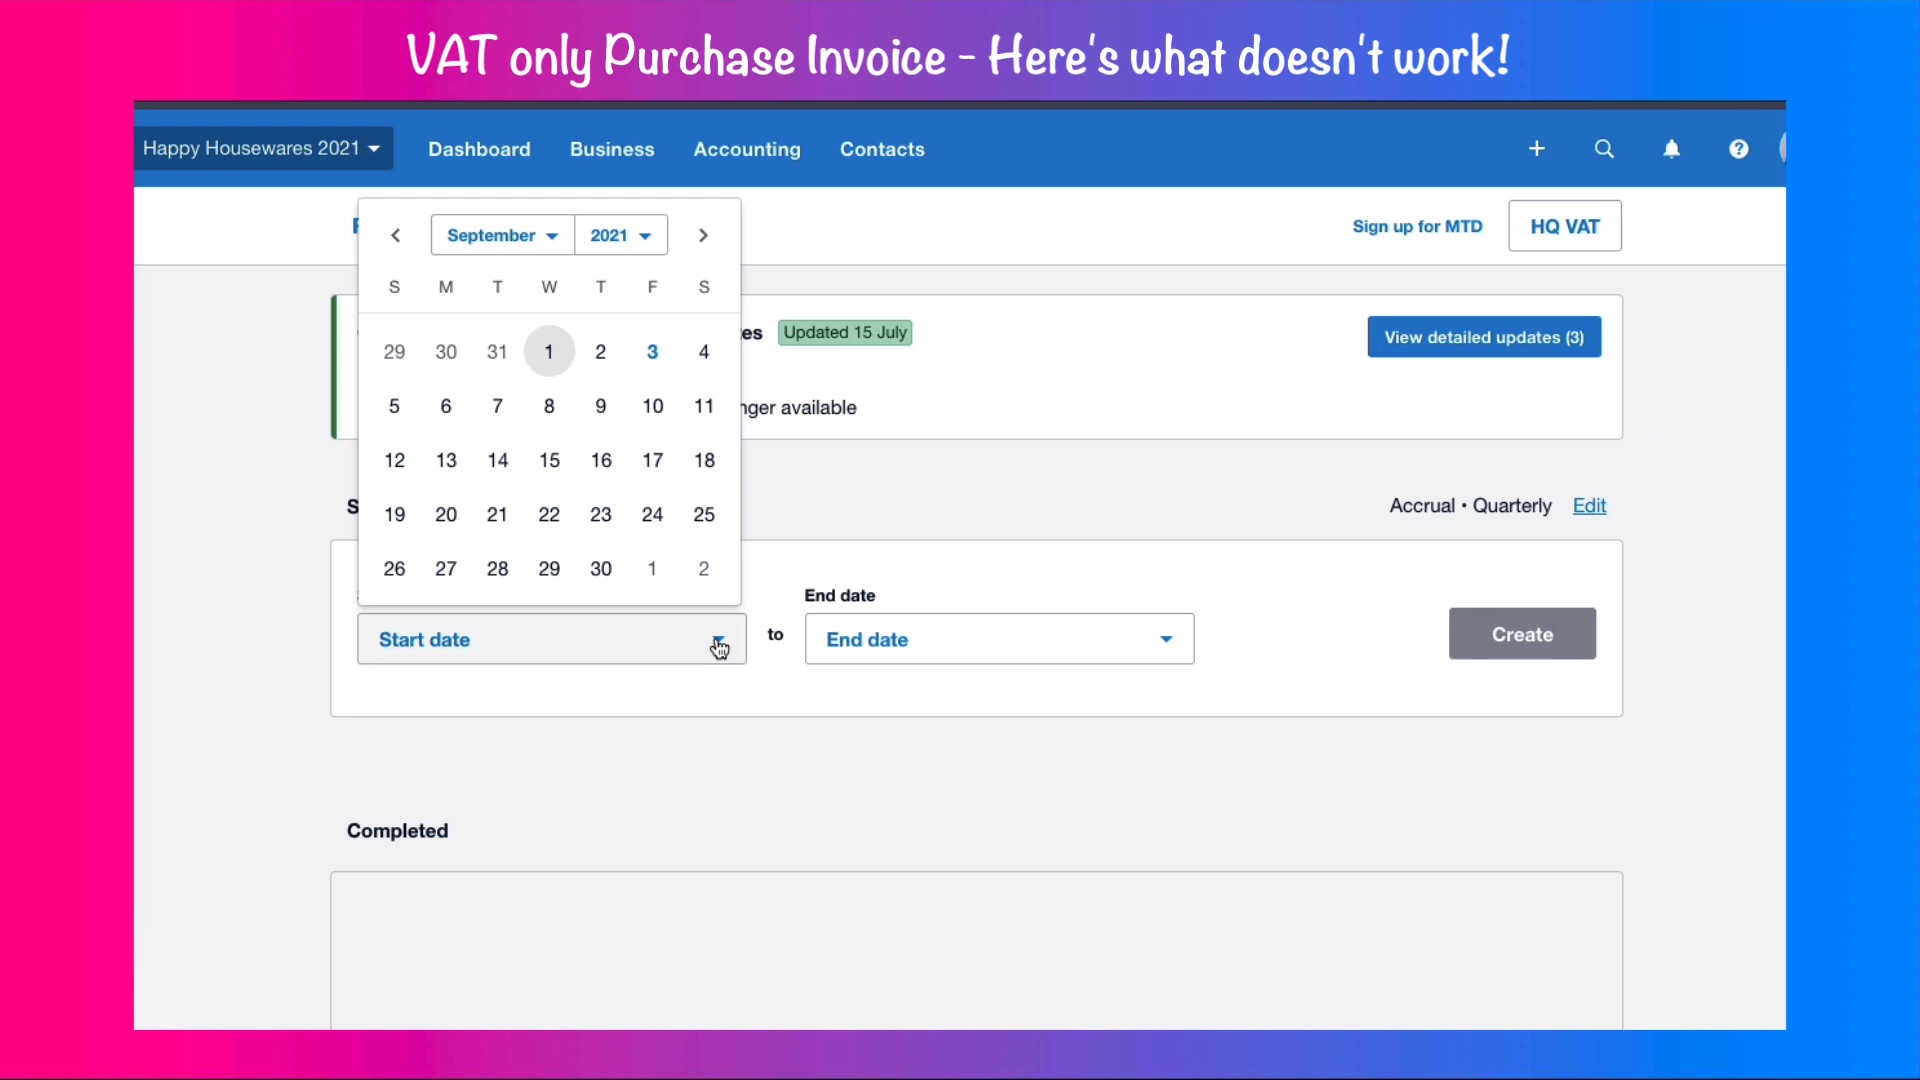 VAT only Purchase Invoice - Here's what doesn't work!
Happy Housewares 2021 Dashboard Business Accounting Contacts
Sign up for MTD HQ VAT
September 2021
S M T W T F S
29 30 31 1 2 3 4
5 6 7 8 9 10 11
12 13 14 15 16 17 18
19 20 21 22 23 24 25
26 27 28 29 30 1 2
Updated 15 July
View detailed updates (3)
available
Accrual • Quarterly Edit
End date
Start date to End date Create
Completed